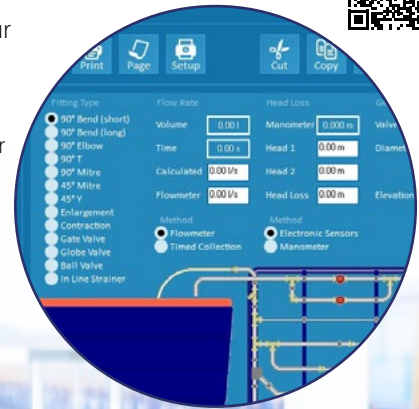 ur
r
Print Page Setup Cut Copy
Fitting Type
90° Bend (short)
90° Bend (long)
90° Elbow
90° T
90° Mitre
45° Mitre
45° Y
Enlargement
Contraction
Gate Valve
Globe Valve
Ball Valve
In Line Strainer
Flow Rate
Volume 0.00 l
Time 0.00 s
Calculated 0.00 l/s
Flowmeter 0.00 l/s
Method
Flowmeter
Timed Collection
Head Loss
Manometer 0.000 m
Head 1 0.00 m
Head 2 0.00 m
Head Loss 0.00 m
Method
Electronic Sensors
Manometer
Valve
Diamet
Elevation